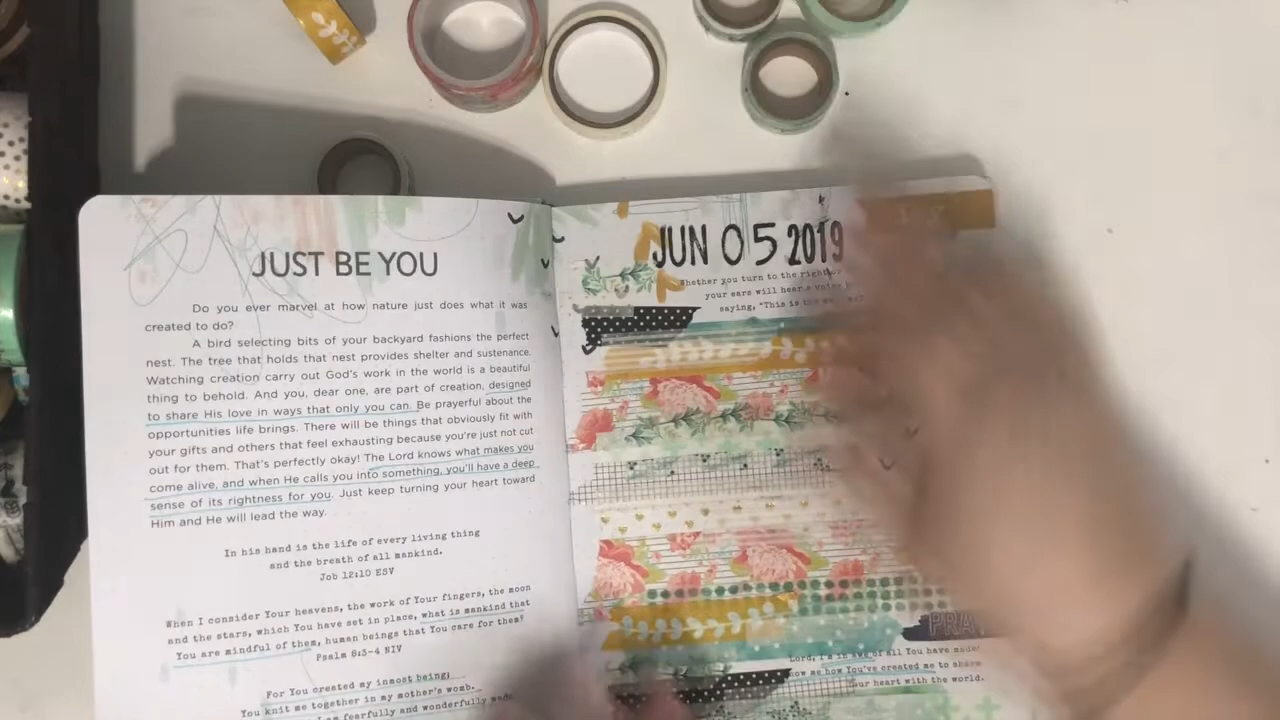 JUST BE YOU
Do you ever marvel at how nature just does what it was
created to do?
A bird selecting bits of your backyard fashions the perfect
nest. The tree that holds that nest provides shelter and sustenance.
Watching creation carry out God's work in the world is a beautiful
thing to behold. And you, dear one, are part of creation, designed
to share His love in ways that only you can. Be prayerful about the
opportunities life brings. There will be things that obviously fit with
your gifts and others that feel exhausting because you're just not cut
out for them. That's perfectly okay! The Lord knows what makes you
come alive, and when He calls you into something, you'll have a deep
sense of its rightness for you. Just keep turning your heart toward
Him and He will lead the way.
In his hand is the life of every living thing
and the breath of all mankind.
Job 12:10 ESV
When I consider Your heavens, the work of Your fingers, the moon
and the stars, which You have set in place, what is mankind that
You are mindful of them, human beings that You care for them?
Psalm 8:3-4 NIV
For You created my inmost being;
You knit me together in my mother's womb.
I am fearfully and wonderfully made
JUN 05 2019
Whether you turn to the right or
your ears will hear a voice
saying, "This is the
PRAY
Lord, I'm in awe of all You have made!
me how You've created me to share
Your heart with the world.